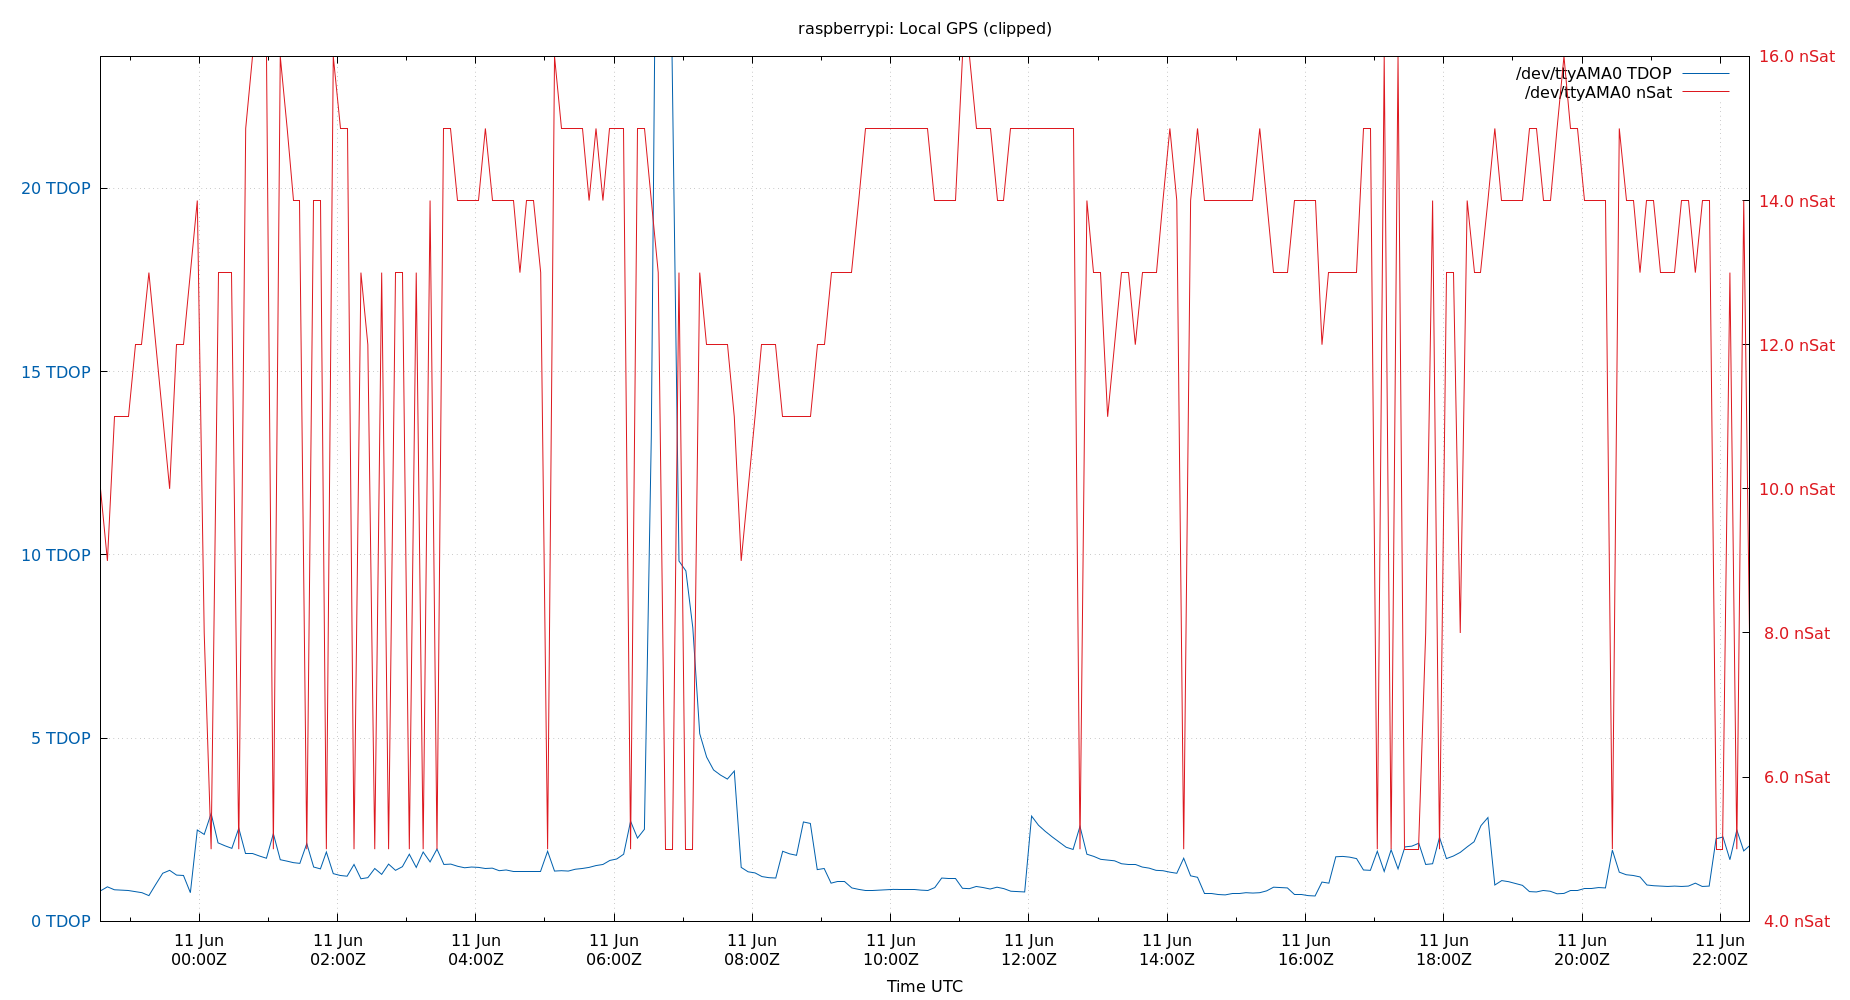 raspberrypi: Local GPS (clipped)
/dev/ttyAMA0 TDOP
/dev/ttyAMA0 nSat
20 TDOP
15 TDOP
10 TDOP
5 TDOP
0 TDOP
16.0 nSat
14.0 nSat
12.0 nSat
10.0 nSat
8.0 nSat
6.0 nSat
4.0 nSat
11 Jun
00:00Z
11 Jun
02:00Z
11 Jun
04:00Z
11 Jun
06:00Z
11 Jun
08:00Z
11 Jun
10:00Z
11 Jun
12:00Z
11 Jun
14:00Z
11 Jun
16:00Z
11 Jun
18:00Z
11 Jun
20:00Z
11 Jun
22:00Z
Time UTC